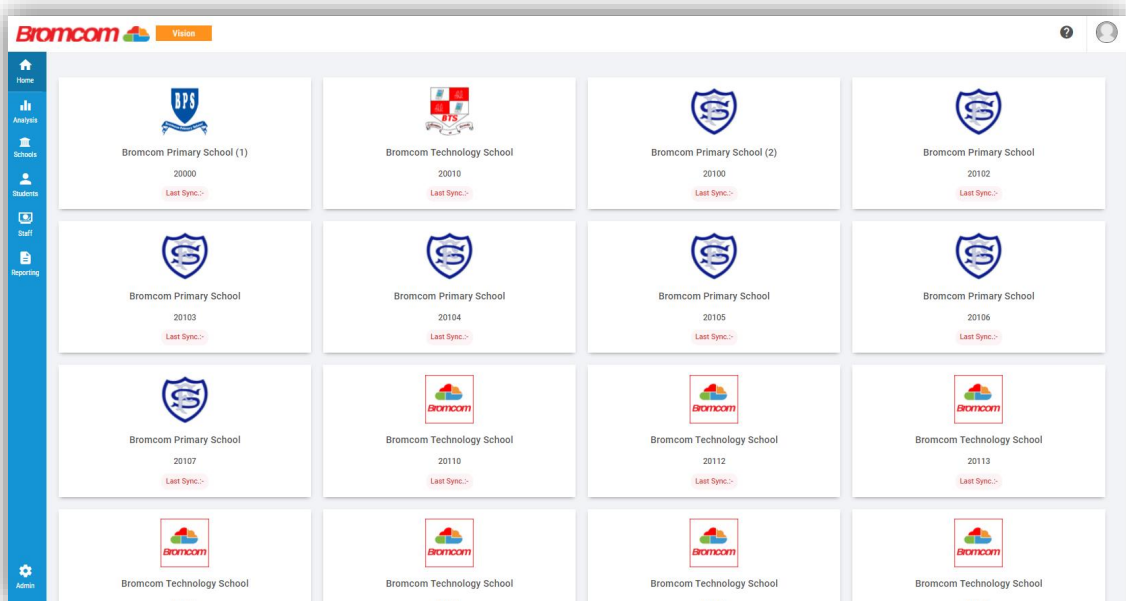 Bromcom Vision
Home
Analysis
Schools
Students
Staff
Reporting
Admin
BPS
BTS
Bromcom Primary School (1) Bromcom Technology School Bromcom Primary School (2) Bromcom Primary School
20000 20010 20100 20102
Last Sync.:- Last Sync.:- Last Sync.:- Last Sync.:-
Bromcom Primary School Bromcom Primary School Bromcom Primary School Bromcom Primary School
20103 20104 20105 20106
Last Sync.:- Last Sync.:- Last Sync.:- Last Sync.:-
Bromcom Bromcom Bromcom
Bromcom Primary School Bromcom Technology School Bromcom Technology School Bromcom Technology School
20107 20110 20112 20113
Last Sync.:- Last Sync.:- Last Sync.:- Last Sync.:-
Bromcom Bromcom Bromcom Bromcom
Bromcom Technology School Bromcom Technology School Bromcom Technology School Bromcom Technology School